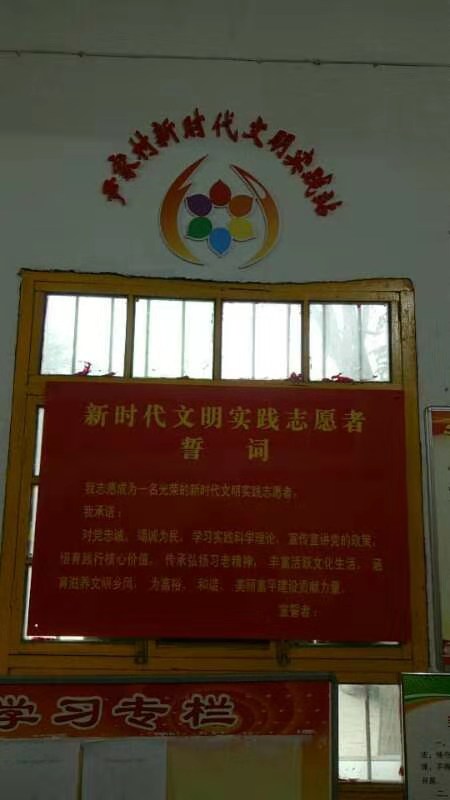 尹家村新时代文明实践站
新时代文明实践志愿者
誓词
我志愿成为一名光荣的新时代文明实践志愿者。
我承诺：
对党忠诚、竭诚为民，学习实践科学理论、宣传宣讲党的政策、
培育践行核心价值、传承弘扬习老精神，丰富活跃文化生活、涵
育滋养文明乡风，为富裕、和谐、美丽富平建设贡献力量。
宣誓者：
学习专栏